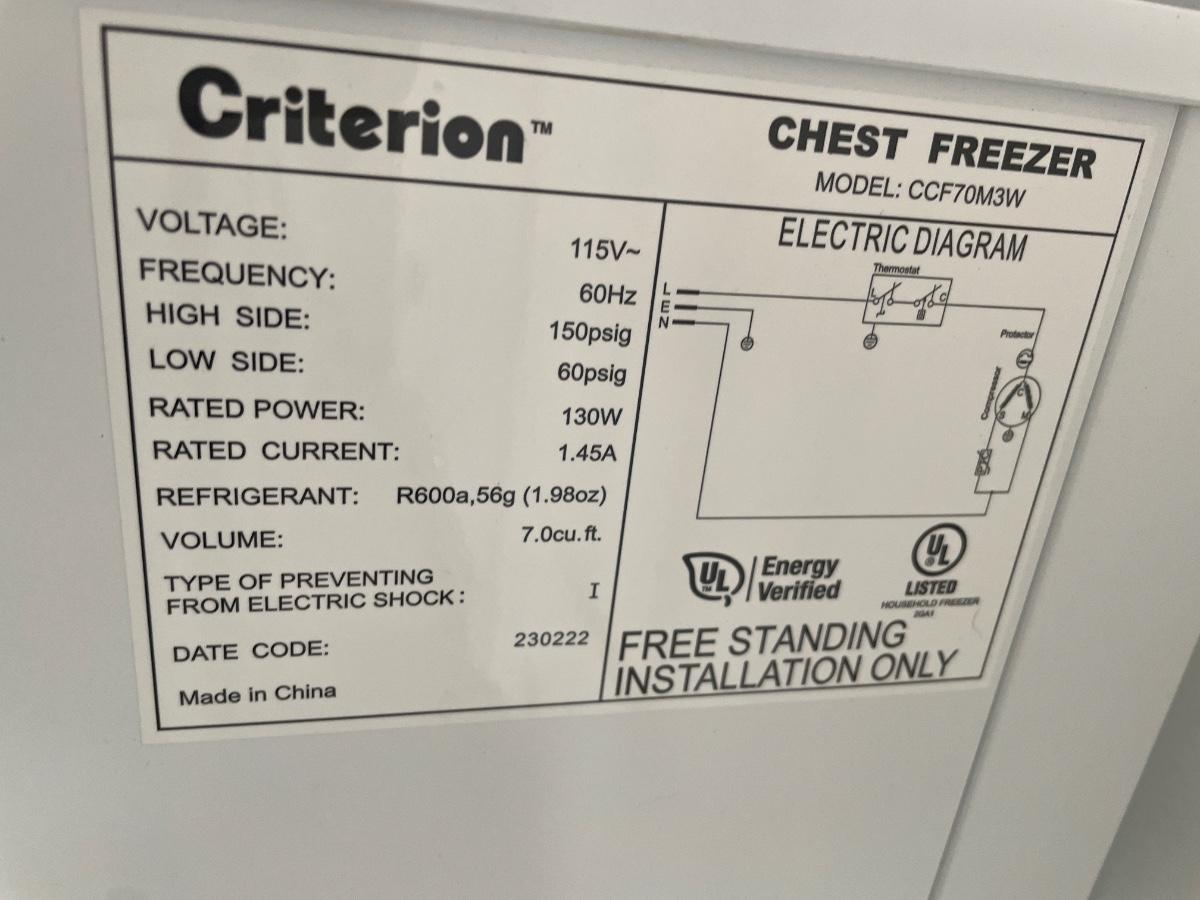 Criterion™
CHEST FREEZER
MODEL: CCF70M3W
VOLTAGE: 115V~
FREQUENCY: 60Hz
HIGH SIDE: 150psig
LOW SIDE: 60psig
RATED POWER: 130W
RATED CURRENT: 1.45A
REFRIGERANT: R600a,56g (1.98oz)
VOLUME: 7.0cu.ft.
TYPE OF PREVENTING
FROM ELECTRIC SHOCK: I
DATE CODE: 230222
Made in China
ELECTRIC DIAGRAM
Thermostat
L
E
N
L C
Protector
Compressor
C
S M
PTC
UL™ Energy
Verified
UL®
LISTED
HOUSEHOLD FREEZER
2GA1
FREE STANDING
INSTALLATION ONLY